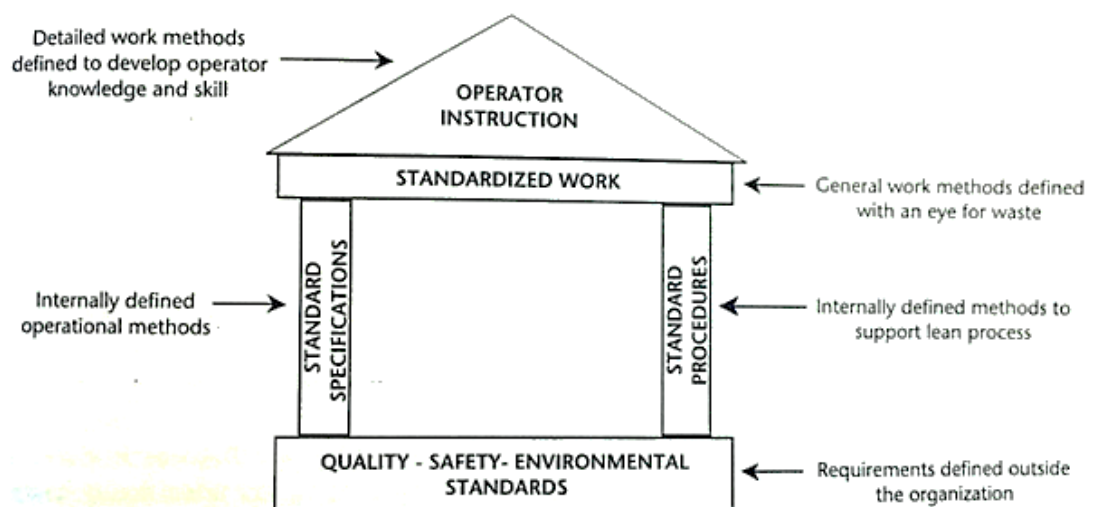 Detailed work methods
defined to develop operator
knowledge and skill
OPERATOR
INSTRUCTION
STANDARDIZED WORK
General work methods defined
with an eye for waste
STANDARD
SPECIFICATIONS
Internally defined
operational methods
STANDARD
PROCEDURES
Internally defined methods to
support lean process
QUALITY - SAFETY- ENVIRONMENTAL
STANDARDS
Requirements defined outside
the organization